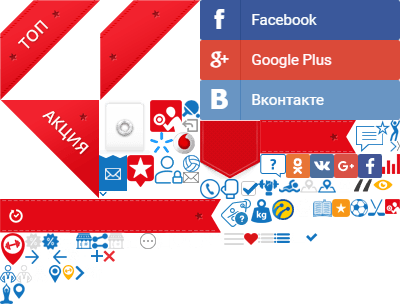 ТОП
f Facebook
g+ Google Plus
B Вконтакте
АКЦИЯ
?
g+
f
?
kg
%